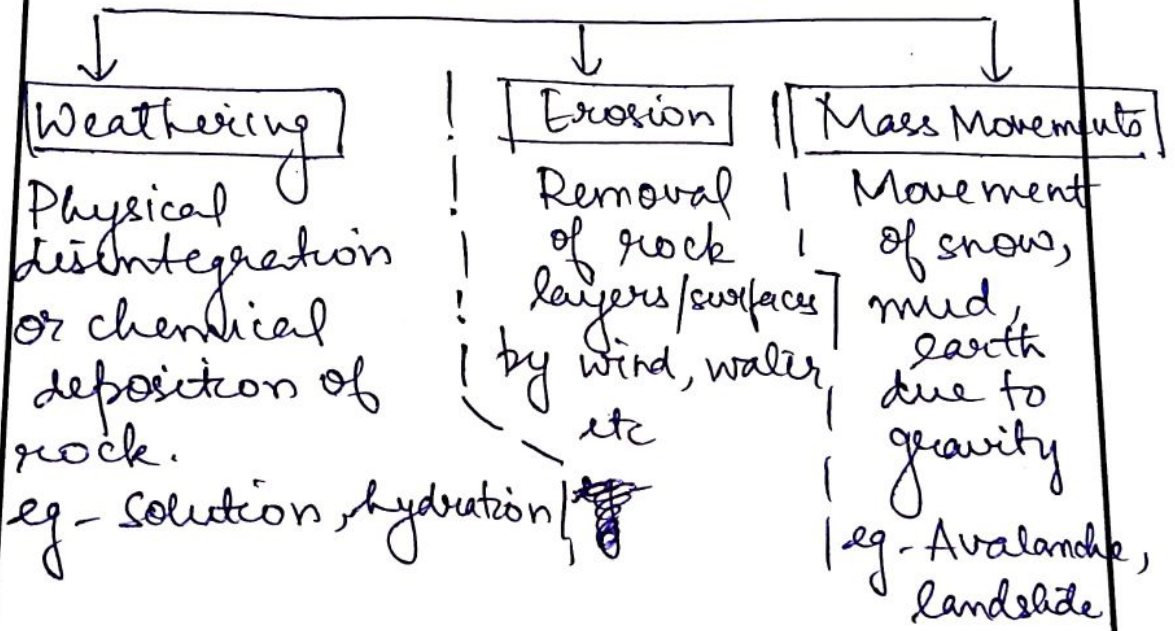 Weathering
Physical
disintegration
or chemical
deposition of
rock.
eg - Solution, hydration
Erosion
Removal
of rock
layers/surfaces
by wind, water,
etc
Mass Movements
Movement
of snow,
mud,
earth
due to
gravity
eg - Avalanche,
landslide